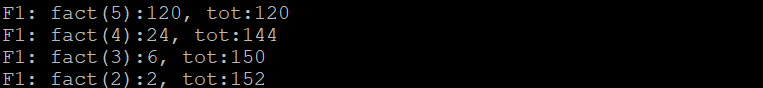 F1: fact(5):120, tot:120
F1: fact(4):24, tot:144
F1: fact(3):6, tot:150
F1: fact(2):2, tot:152